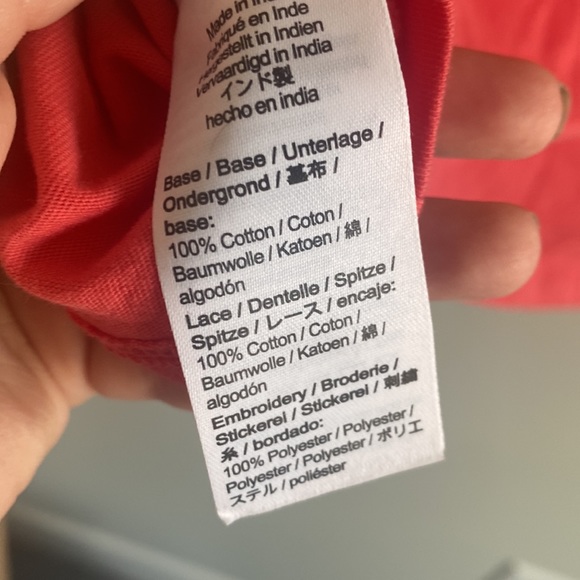 Made in
Fabriqué en Inde
Hergestellt in Indien
Vervaardigd in India
インド製
hecho en india
Base / Base / Unterlage /
Ondergrond / 基布 /
base:
100% Cotton / Coton /
Baumwolle / Katoen / 綿 /
algodón
Lace / Dentelle / Spitze /
Spitze / レース / encaje:
100% Cotton / Coton /
Baumwolle / Katoen / 綿 /
algodón
Embroidery / Broderie /
Stickerei / Stickerei / 刺繍
糸 / bordado:
100% Polyester / Polyester /
Polyester / Polyester / ポリエ
ステル / poliéster